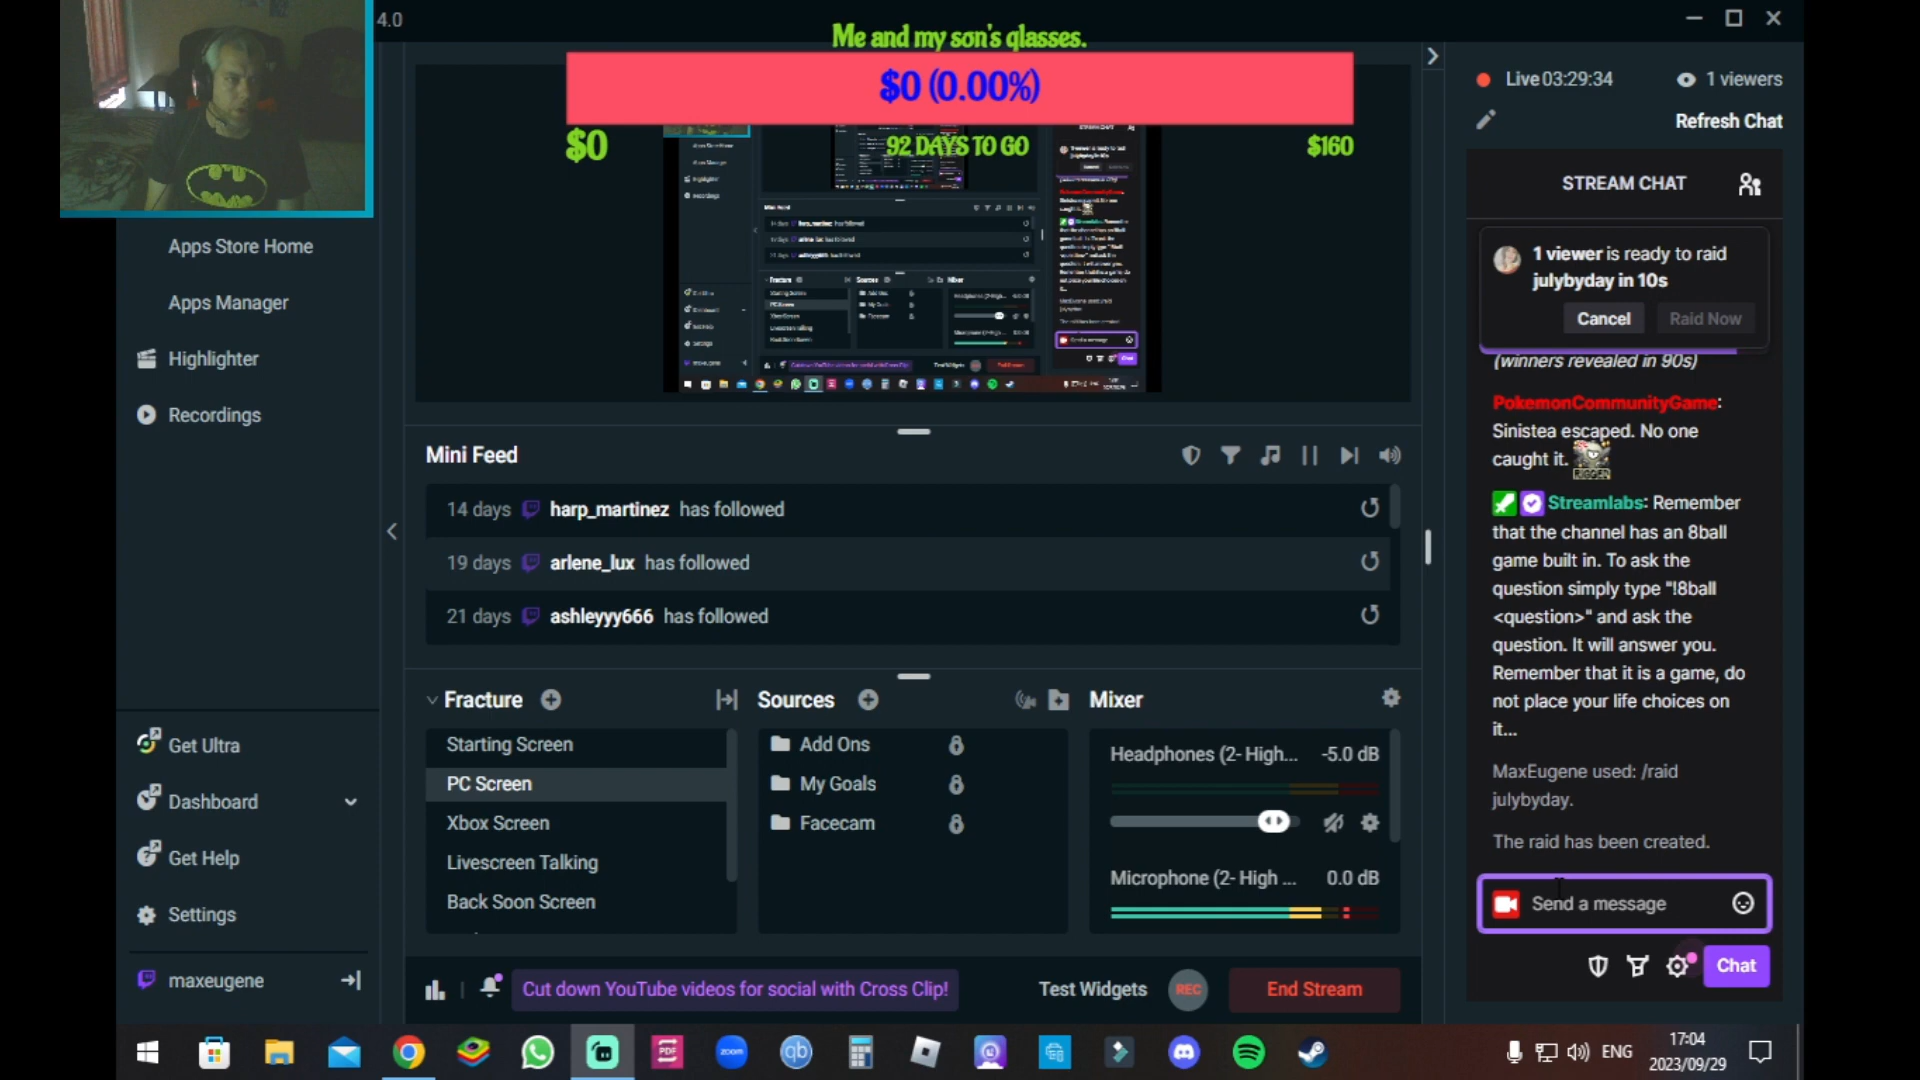 4.0
Me and my son's glasses.
$0 (0.00%)
$0
92 DAYS TO GO
$160
Live 03:29:34
1 viewers
Refresh Chat
STREAM CHAT
1 viewer is ready to raid
julybyday in 10s
Cancel
Raid Now
(winners revealed in 90s)
PokemonCommunityGame:
Sinistea escaped. No one
caught it.
Streamlabs: Remember
that the channel has an 8ball
game built in. To ask the
question simply type "!8ball
<question>" and ask the
question. It will answer you.
Remember that it is a game, do
not place your life choices on
it...
MaxEugene used: /raid
julybyday.
The raid has been created.
Send a message
Chat
Apps Store Home
Apps Manager
Highlighter
Recordings
Get Ultra
Dashboard
Get Help
Settings
maxeugene
Mini Feed
14 days harp_martinez has followed
19 days arlene_lux has followed
21 days ashleyyy666 has followed
Fracture
Starting Screen
PC Screen
Xbox Screen
Livescreen Talking
Back Soon Screen
Sources
Add Ons
My Goals
Facecam
Mixer
Headphones (2- High... -5.0 dB
Microphone (2- High ... 0.0 dB
Cut down YouTube videos for social with Cross Clip!
Test Widgets
REC
End Stream
PDF
zoom
qb
ENG
17:04
2023/09/29